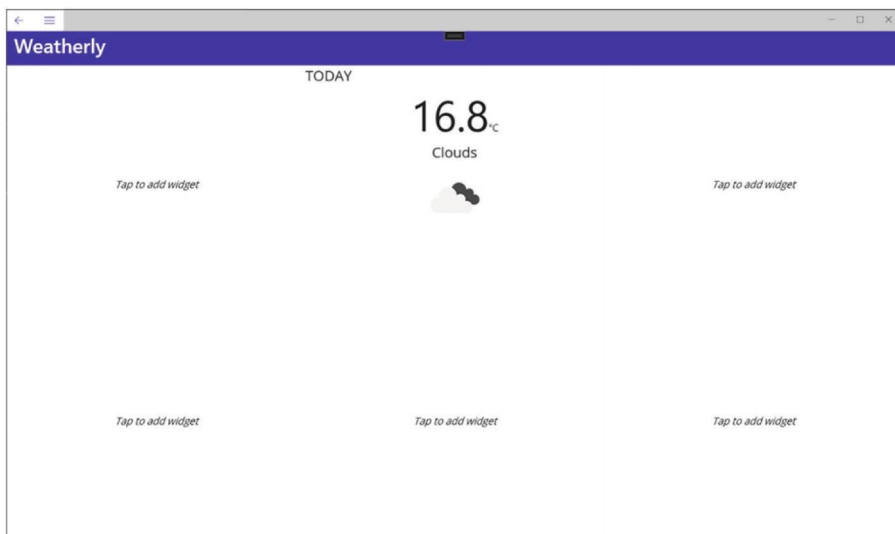 Weatherly
TODAY
16.8°C
Clouds
Tap to add widget
Tap to add widget
Tap to add widget
Tap to add widget
Tap to add widget